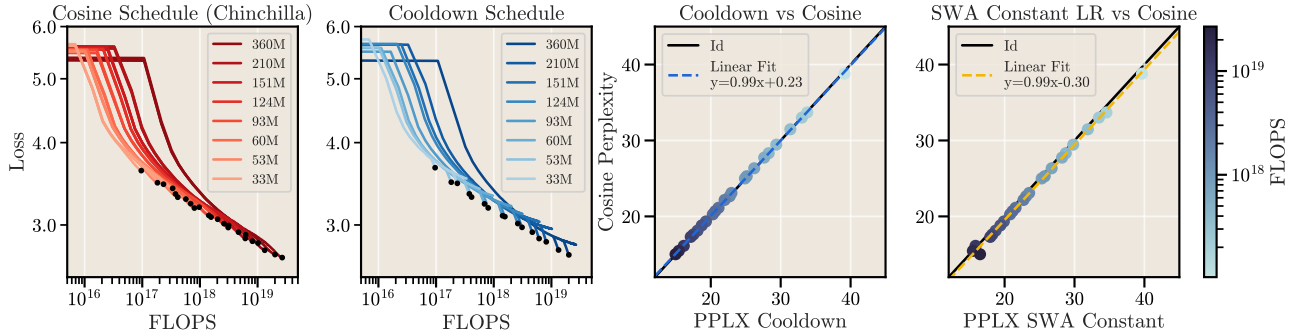 Cosine Schedule (Chinchilla)
6.0
5.0
4.0
3.0
Loss
360M
210M
151M
124M
93M
60M
53M
33M
10^16
10^17
10^18
10^19
FLOPS
Cooldown Schedule
6.0
5.0
4.0
3.0
360M
210M
151M
124M
93M
60M
53M
33M
10^16
10^17
10^18
10^19
FLOPS
Cooldown vs Cosine
Cosine Perplexity
40
30
20
Id
Linear Fit
y=0.99x+0.23
20
30
40
PPLX Cooldown
SWA Constant LR vs Cosine
40
30
20
Id
Linear Fit
y=0.99x-0.30
20
30
40
PPLX SWA Constant
10^19
10^18
FLOPS